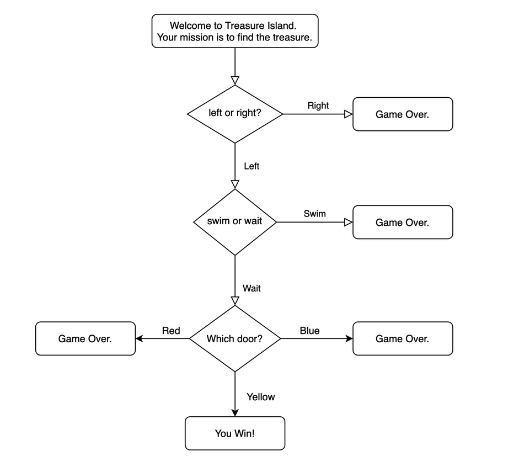 Welcome to Treasure Island.
Your mission is to find the treasure.
left or right?
Right
Game Over.
Left
swim or wait
Swim
Game Over.
Wait
Game Over.
Red
Which door?
Blue
Game Over.
Yellow
You Win!